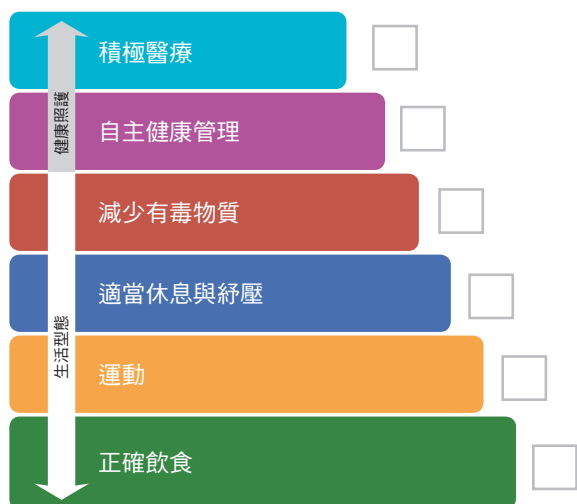 積極醫療
自主健康管理
健康照護
減少有毒物質
適當休息與紓壓
生活型態
運動
正確飲食